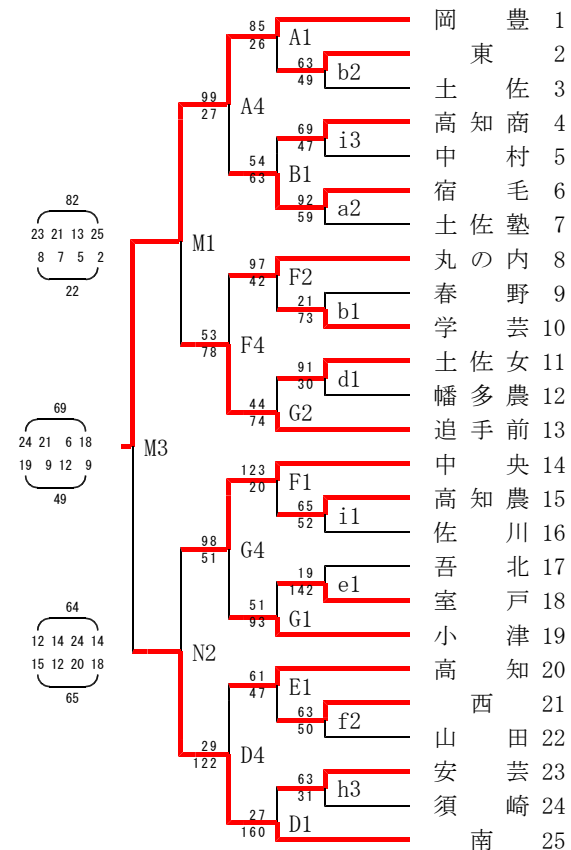 岡豊 1
85
26
A1
東 2
63
49
b2
土佐 3
99
27
A4
高知商 4
69
47
i3
中村 5
54
63
B1
宿毛 6
92
59
a2
土佐塾 7
82
23 21 13 25
8 7 5 2
22
M1
丸の内 8
97
42
F2
春野 9
21
73
b1
学芸 10
53
78
F4
土佐女 11
91
30
d1
幡多農 12
44
74
G2
追手前 13
69
24 21 6 18
19 9 12 9
49
M3
中央 14
123
20
F1
高知農 15
65
52
i1
佐川 16
98
51
G4
吾北 17
19
142
e1
室戸 18
51
93
G1
小津 19
64
12 14 24 14
15 12 20 18
65
N2
高知 20
61
47
E1
西 21
63
50
f2
山田 22
29
122
D4
安芸 23
63
31
h3
須崎 24
27
160
D1
南 25